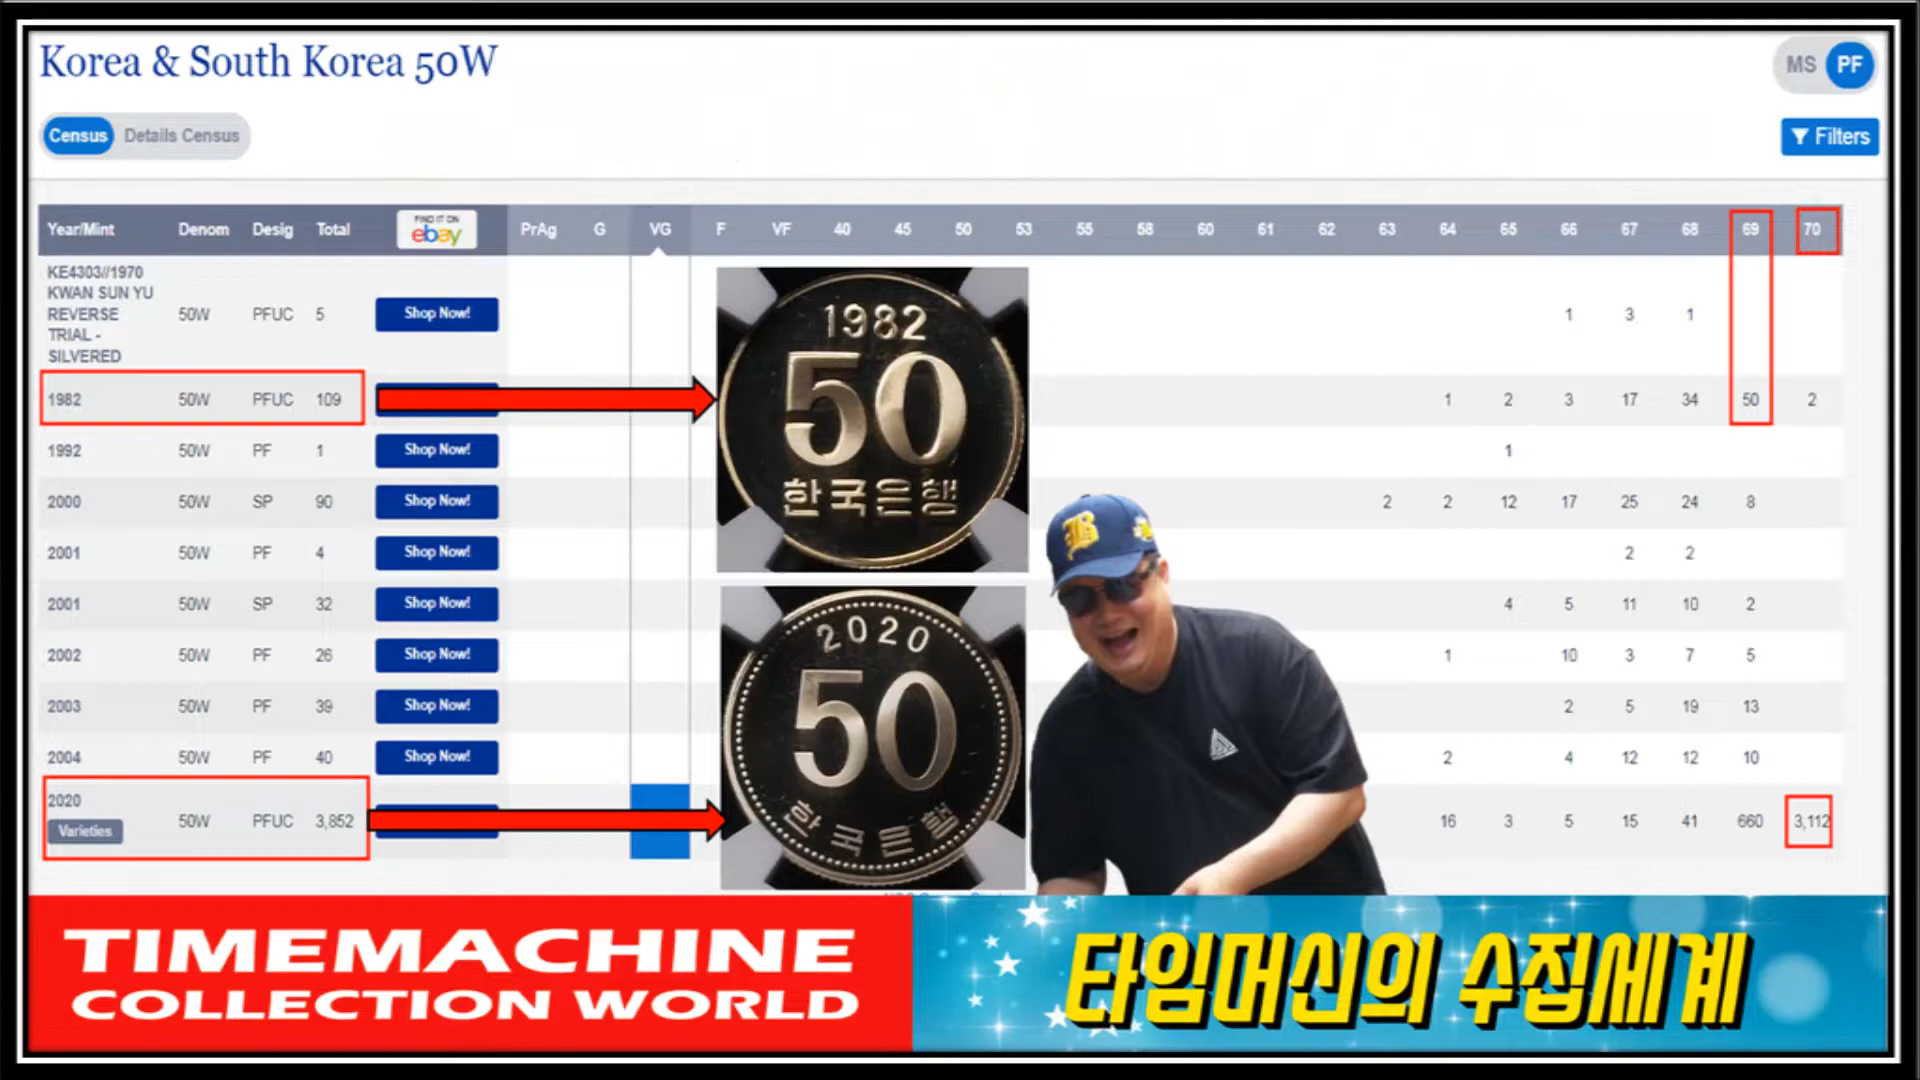 Korea & South Korea 50W
MS PF
Census Details Census
Filters
Year/Mint Denom Desig Total FIND IT ON ebay PrAg G VG F VF 40 45 50 53 55 58 60 61 62 63 64 65 66 67 68 69 70
KE4303//1970
KWAN SUN YU
REVERSE
TRIAL -
SILVERED
50W PFUC 5 Shop Now! 1 3 1
1982 50W PFUC 109 1 2 3 17 34 50 2
1992 50W PF 1 Shop Now! 1
2000 50W SP 90 Shop Now! 2 2 12 17 25 24 8
2001 50W PF 4 Shop Now! 2 2
2001 50W SP 32 Shop Now! 4 5 11 10 2
2002 50W PF 26 Shop Now! 1 10 3 7 5
2003 50W PF 39 Shop Now! 2 5 19 13
2004 50W PF 40 Shop Now! 2 4 12 12 10
2020
Varieties
50W PFUC 3,852 16 3 5 15 41 660 3,112
1982
50
한국은행
2020
50
한국은행
B
TIMEMACHINE
COLLECTION WORLD
타임머신의 수집세계